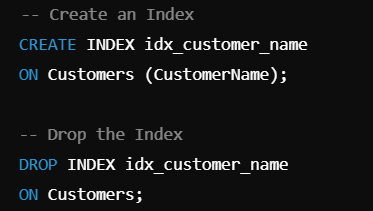 -- Create an Index
CREATE INDEX idx_customer_name
ON Customers (CustomerName);
-- Drop the Index
DROP INDEX idx_customer_name
ON Customers;